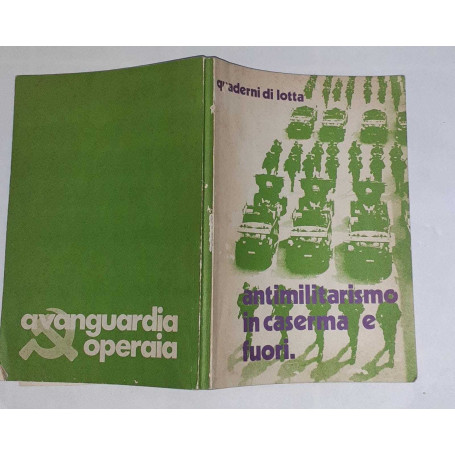 quaderni di lotta
antimilitarismo
in caserma e
fuori.
avanguardia
operaia